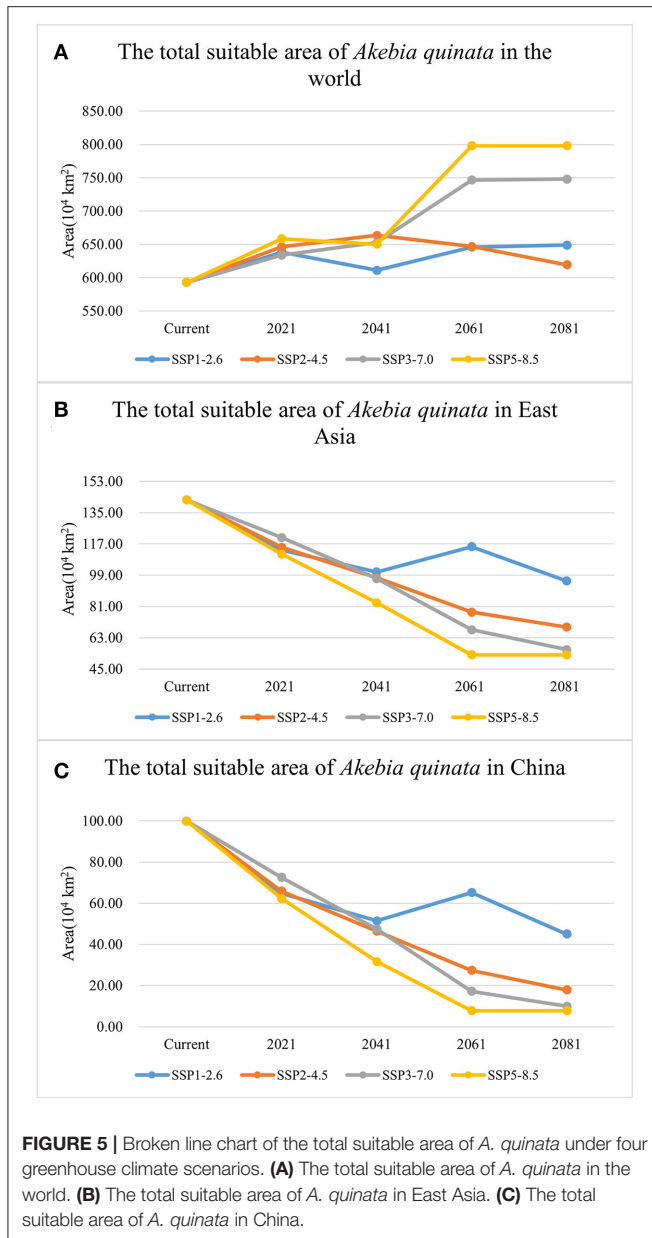 A The total suitable area of Akebia quinata in the
world
850.00
800.00
750.00
700.00
650.00
600.00
550.00
Area(10⁴ km²)
Current 2021 2041 2061 2081
SSP1-2.6 SSP2-4.5 SSP3-7.0 SSP5-8.5
B The total suitable area of Akebia quinata in East
Asia
153.00
135.00
117.00
99.00
81.00
63.00
45.00
Area(10⁴ km²)
Current 2021 2041 2061 2081
SSP1-2.6 SSP2-4.5 SSP3-7.0 SSP5-8.5
C The total suitable area of Akebia quinata in China
100.00
80.00
60.00
40.00
20.00
0.00
Area(10⁴ km²)
Current 2021 2041 2061 2081
SSP1-2.6 SSP2-4.5 SSP3-7.0 SSP5-8.5
FIGURE 5 | Broken line chart of the total suitable area of A. quinata under four
greenhouse climate scenarios. (A) The total suitable area of A. quinata in the
world. (B) The total suitable area of A. quinata in East Asia. (C) The total
suitable area of A. quinata in China.